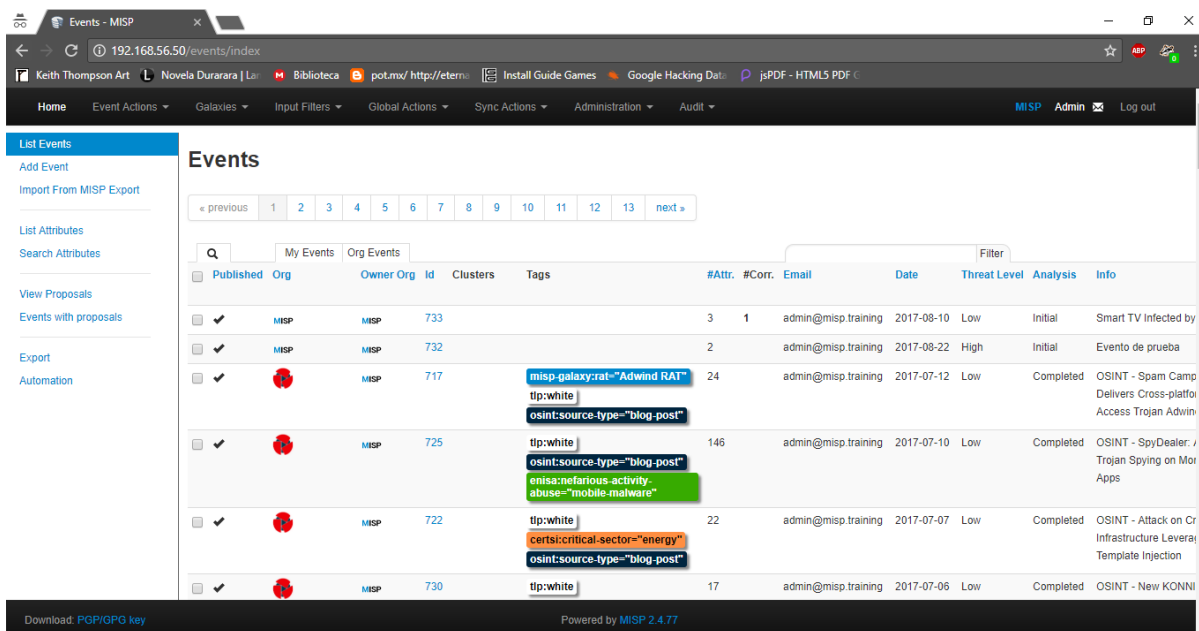 Events - MISP
192.168.56.50/events/index
ABP
0
Keith Thompson Art
Novela Durarara | Lar
Biblioteca
pot.mx/ http://eterna
Install Guide Games
Google Hacking Data
jsPDF - HTML5 PDF G
Home Event Actions Galaxies Input Filters Global Actions Sync Actions Administration Audit MISP Admin Log out
List Events
Add Event
Import From MISP Export
List Attributes
Search Attributes
View Proposals
Events with proposals
Export
Automation
Events
« previous 1 2 3 4 5 6 7 8 9 10 11 12 13 next »
My Events Org Events Filter
Published Org Owner Org Id Clusters Tags #Attr. #Corr. Email Date Threat Level Analysis Info
MISP MISP 733 3 1 admin@misp.training 2017-08-10 Low Initial Smart TV Infected by
MISP MISP 732 2 admin@misp.training 2017-08-22 High Initial Evento de prueba
MISP 717 misp-galaxy:rat="Adwind RAT" 24 admin@misp.training 2017-07-12 Low Completed OSINT - Spam Camp
tlp:white Delivers Cross-platfor
osint:source-type="blog-post" Access Trojan Adwin
MISP 725 tlp:white 146 admin@misp.training 2017-07-10 Low Completed OSINT - SpyDealer: A
osint:source-type="blog-post" Trojan Spying on Mor
enisa:nefarious-activity- Apps
abuse="mobile-malware"
MISP 722 tlp:white 22 admin@misp.training 2017-07-07 Low Completed OSINT - Attack on Cr
certsi:critical-sector="energy" Infrastructure Leverag
osint:source-type="blog-post" Template Injection
MISP 730 tlp:white 17 admin@misp.training 2017-07-06 Low Completed OSINT - New KONNI
Download: PGP/GPG key Powered by MISP 2.4.77